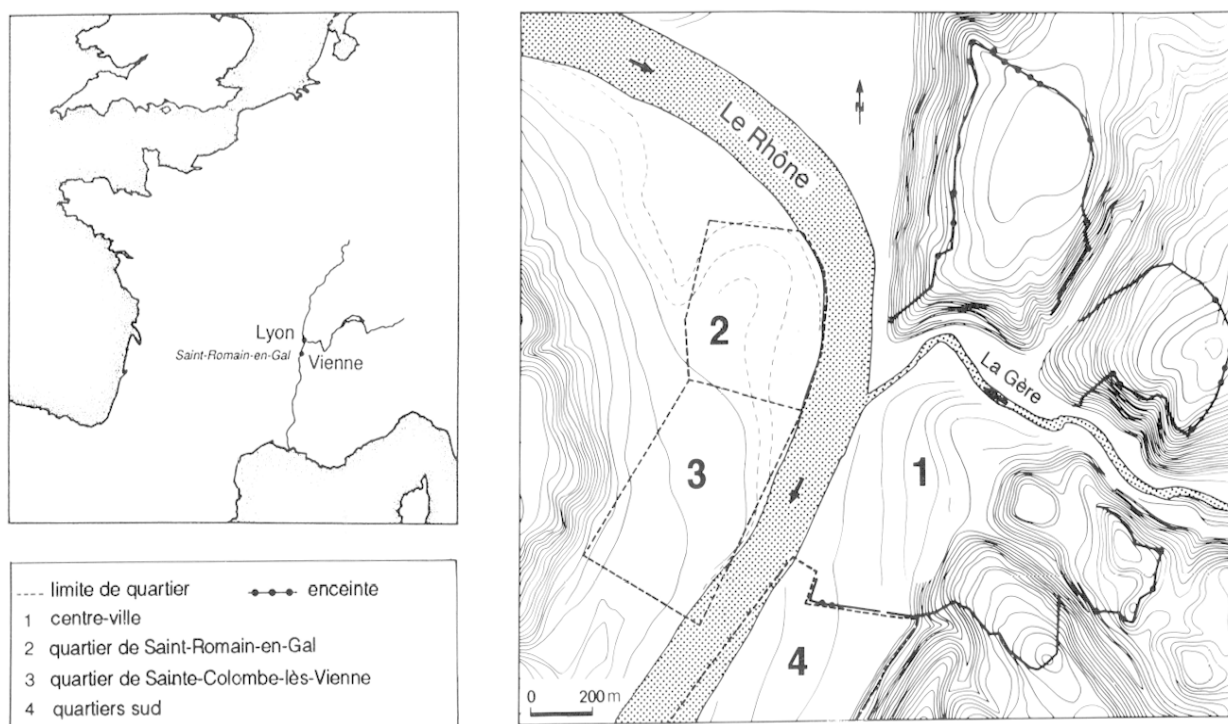 Lyon
Saint-Romain-en-Gal
Vienne
limite de quartier
enceinte
1 centre-ville
2 quartier de Saint-Romain-en-Gal
3 quartier de Sainte-Colombe-lès-Vienne
4 quartiers sud
Le Rhône
N
La Gère
2
3
1
4
0 200 m